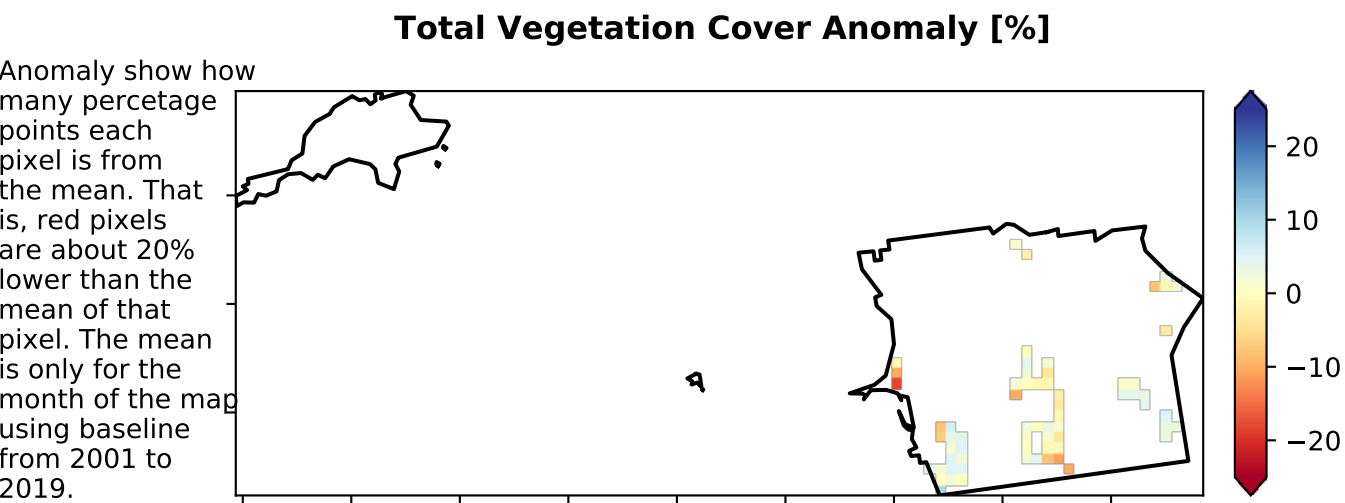 Total Vegetation Cover Anomaly [%]
Anomaly show how
many percetage
points each
pixel is from
the mean. That
is, red pixels
are about 20%
lower than the
mean of that
pixel. The mean
is only for the
month of the map
using baseline
from 2001 to
2019.
20
10
0
−10
−20